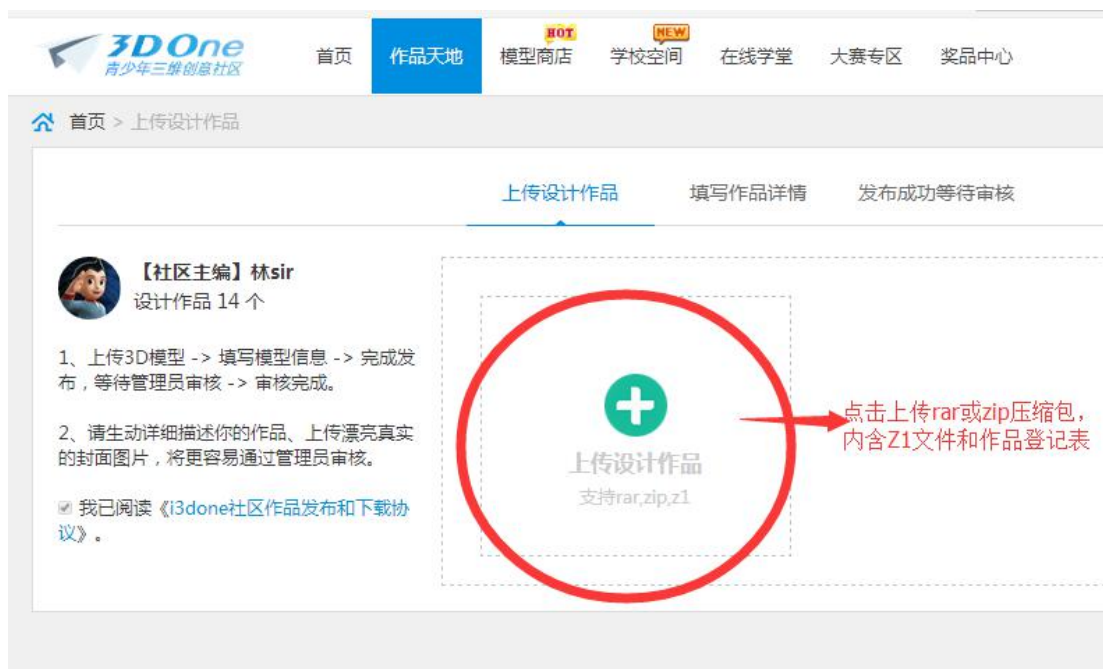 3D One
青少年三维创意社区
首页
作品天地
HOT
模型商店
NEW
学校空间
在线学堂
大赛专区
奖品中心
首页 > 上传设计作品
上传设计作品
填写作品详情
发布成功等待审核
【社区主编】林sir
设计作品 14 个
1、上传3D模型 -> 填写模型信息 -> 完成发
布，等待管理员审核 -> 审核完成。
2、请生动详细描述你的作品、上传漂亮真实
的封面图片，将更容易通过管理员审核。
我已阅读《i3done社区作品发布和下载协
议》。
上传设计作品
支持rar,zip,z1
点击上传rar或zip压缩包，
内含Z1文件和作品登记表